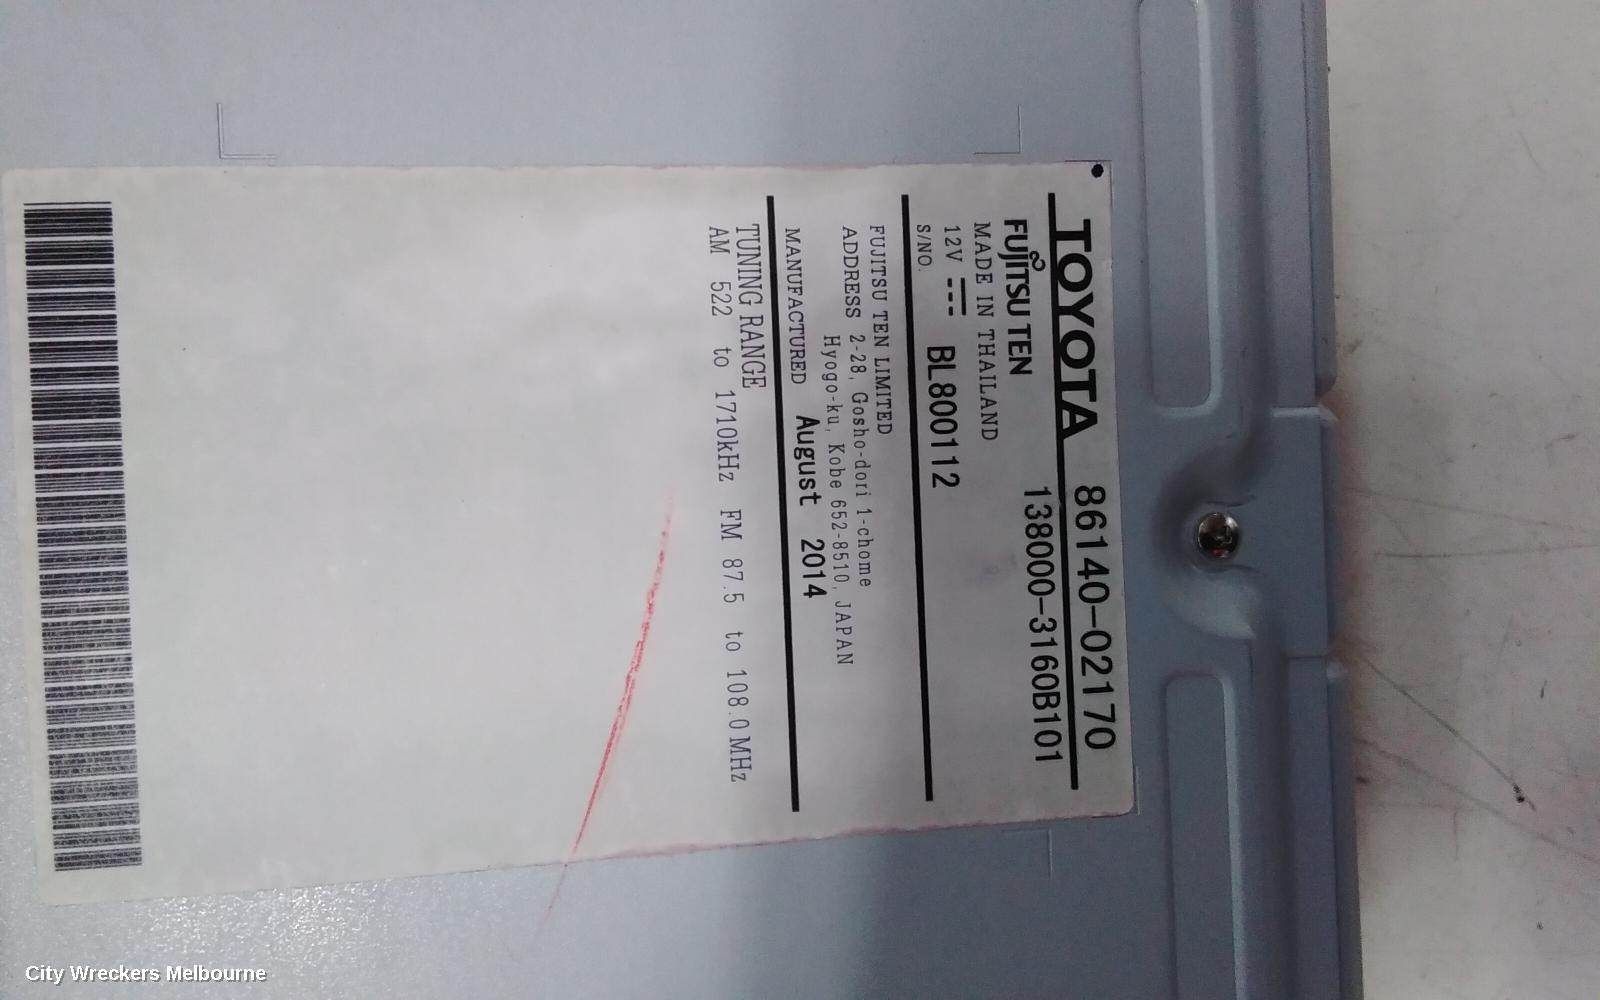 TOYOTA 86140-02170
FUJITSU TEN 138000-3160B101
MADE IN THAILAND
12V
S/NO. BL800112
FUJITSU TEN LIMITED
ADDRESS 2-28, Gosho-dori 1-chome
Hyogo-ku, Kobe 652-8510, JAPAN
MANUFACTURED August 2014
TUNING RANGE
AM 522 to 1710kHz FM 87.5 to 108.0MHz
City Wreckers Melbourne